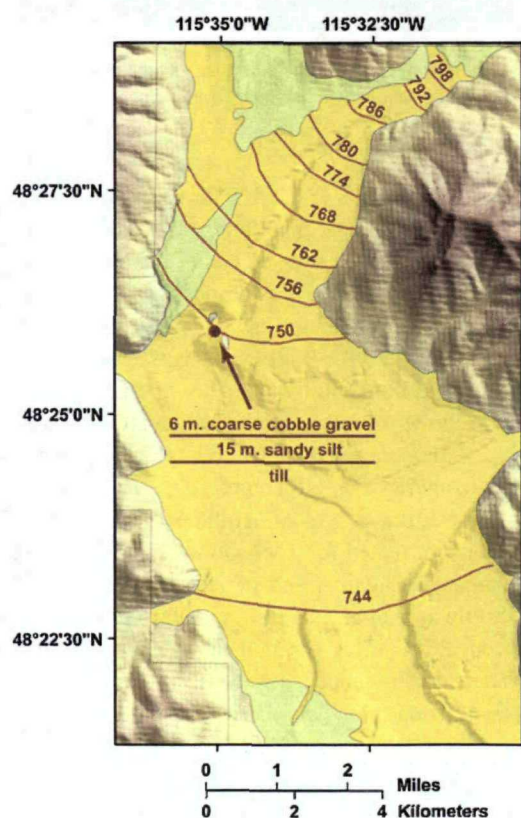 115°35'0"W 115°32'30"W
798
792
786
780
774
48°27'30"N
768
762
756
750
48°25'0"N
6 m. coarse cobble gravel
15 m. sandy silt
till
744
48°22'30"N
0 1 2 Miles
0 2 4 Kilometers